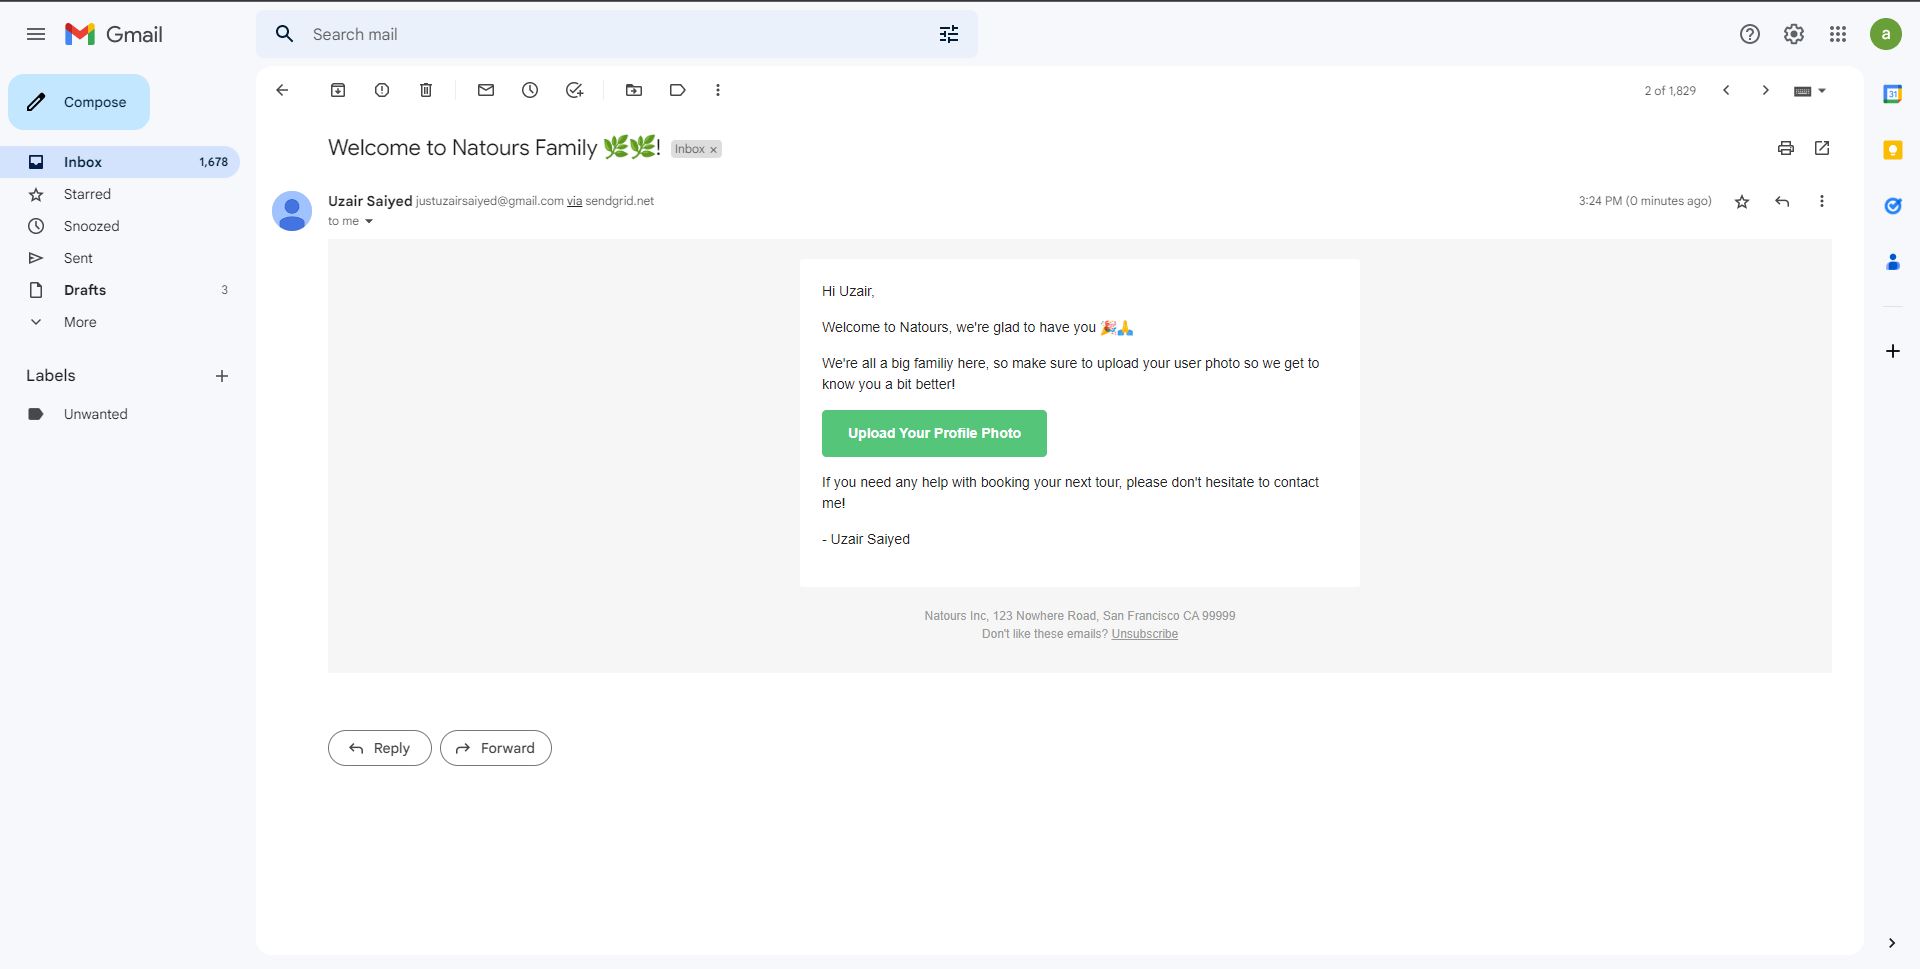 Gmail
Search mail
a
Compose
2 of 1,829
Welcome to Natours Family 🌿🌿! Inbox x
Inbox 1,678
Starred
Snoozed
Sent
Drafts 3
More
Labels
Unwanted
Uzair Saiyed justuzairsaiyed@gmail.com via sendgrid.net
3:24 PM (0 minutes ago)
to me
Hi Uzair,
Welcome to Natours, we're glad to have you 🎉🙏
We're all a big familiy here, so make sure to upload your user photo so we get to
know you a bit better!
Upload Your Profile Photo
If you need any help with booking your next tour, please don't hesitate to contact
me!
- Uzair Saiyed
Natours Inc, 123 Nowhere Road, San Francisco CA 99999
Don't like these emails? Unsubscribe
Reply
Forward
31